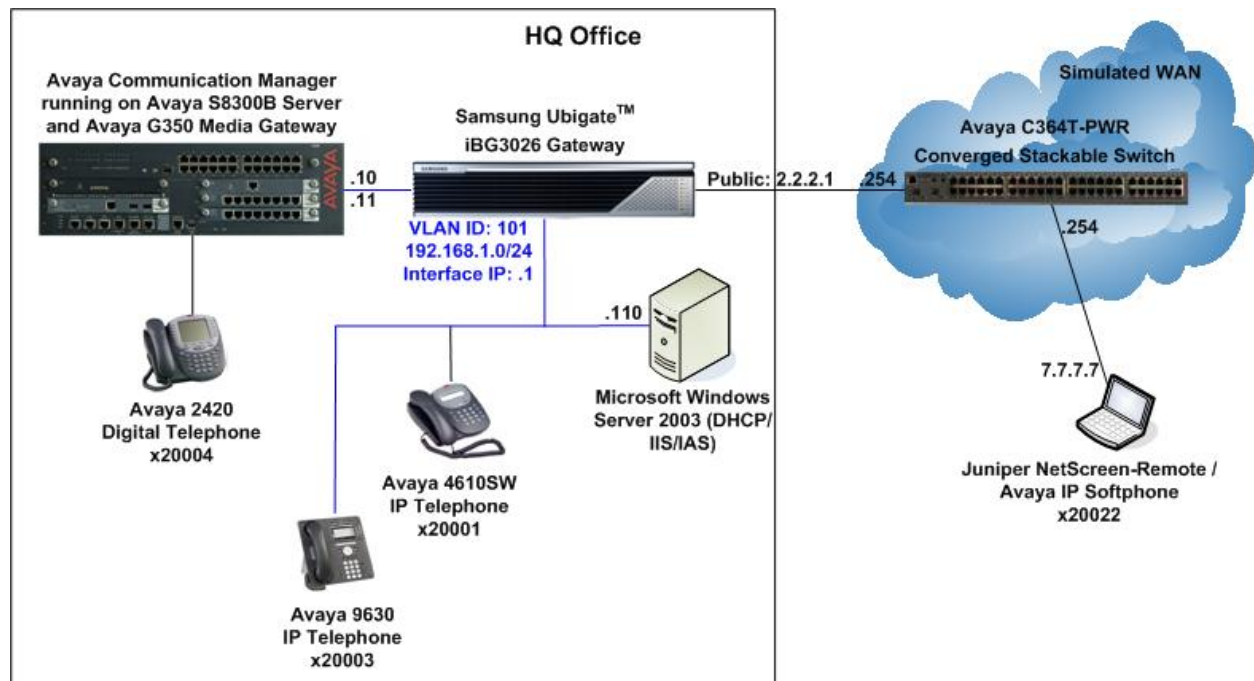 HQ Office
Avaya Communication Manager
running on Avaya S8300B Server
and Avaya G350 Media Gateway
AVAYA
.10
.11
Samsung Ubigate™
iBG3026 Gateway
VLAN ID: 101
192.168.1.0/24
Interface IP: .1
Public: 2.2.2.1
.254
Simulated WAN
Avaya C364T-PWR
Converged Stackable Switch
.254
7.7.7.7
Juniper NetScreen-Remote /
Avaya IP Softphone
x20022
.110
Microsoft Windows
Server 2003 (DHCP/
IIS/IAS)
Avaya 2420
Digital Telephone
x20004
Avaya 4610SW
IP Telephone
x20001
Avaya 9630
IP Telephone
x20003